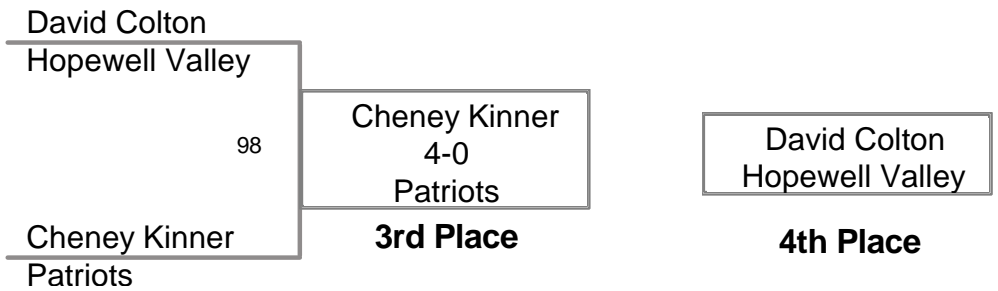 David Colton
Hopewell Valley
98
Cheney Kinner
Patriots
Cheney Kinner
4-0
Patriots
3rd Place
David Colton
Hopewell Valley
4th Place